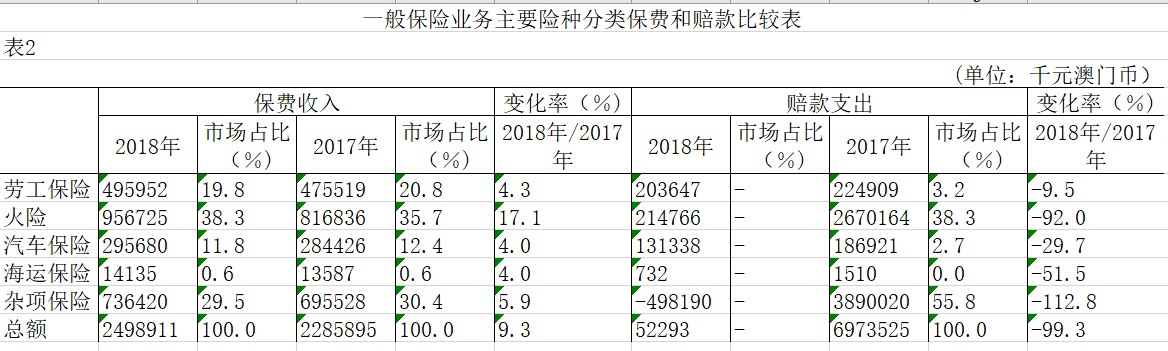 一般保险业务主要险种分类保费和赔款比较表
表2
(单位：千元澳门币）
保费收入 变化率（%） 赔款支出 变化率（%）
2018年 市场占比（%） 2017年 市场占比（%） 2018年/2017年 2018年 市场占比（%） 2017年 市场占比（%） 2018年/2017年
劳工保险 495952 19.8 475519 20.8 4.3 203647 - 224909 3.2 -9.5
火险 956725 38.3 816836 35.7 17.1 214766 - 2670164 38.3 -92.0
汽车保险 295680 11.8 284426 12.4 4.0 131338 - 186921 2.7 -29.7
海运保险 14135 0.6 13587 0.6 4.0 732 - 1510 0.0 -51.5
杂项保险 736420 29.5 695528 30.4 5.9 -498190 - 3890020 55.8 -112.8
总额 2498911 100.0 2285895 100.0 9.3 52293 - 6973525 100.0 -99.3